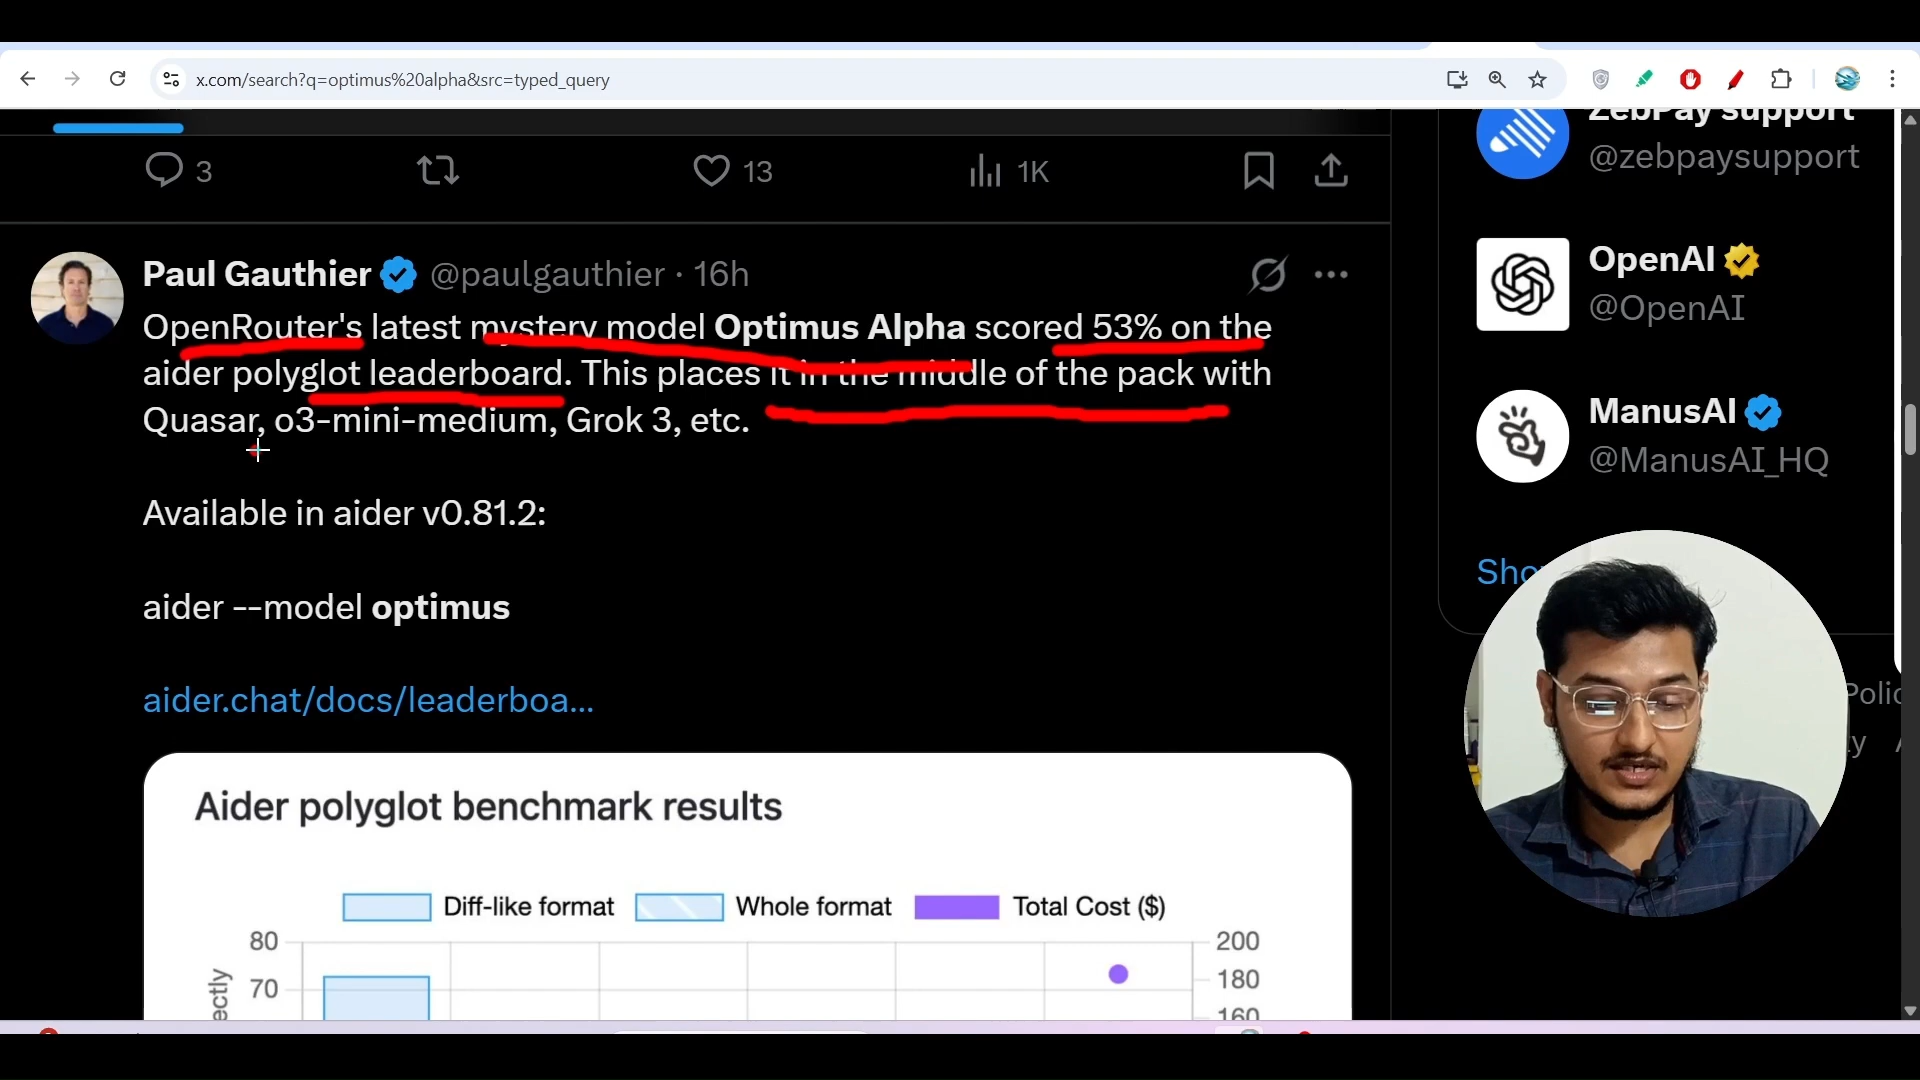 x.com/search?q=optimus%20alpha&src=typed_query
3
13
1K
Paul Gauthier @paulgauthier · 16h
OpenRouter's latest mystery model Optimus Alpha scored 53% on the
aider polyglot leaderboard. This places it in the middle of the pack with
Quasar, o3-mini-medium, Grok 3, etc.
Available in aider v0.81.2:
aider --model optimus
aider.chat/docs/leaderboa...
Aider polyglot benchmark results
Diff-like format
Whole format
Total Cost ($)
80
70
200
180
160
ZebPay support
@zebpaysupport
OpenAI
@OpenAI
ManusAI
@ManusAI_HQ